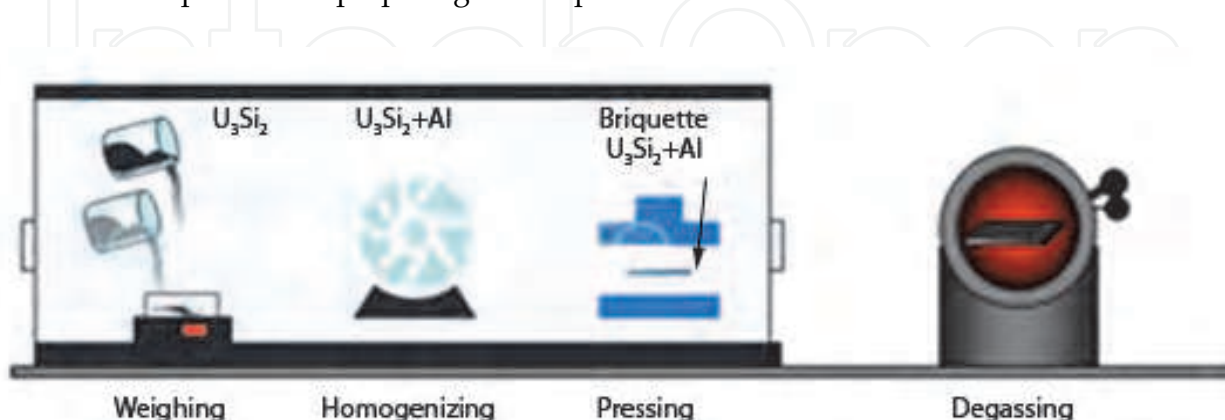 U₃Si₂
U₃Si₂+Al
Briquette
U₃Si₂+Al
Weighing
Homogenizing
Pressing
Degassing